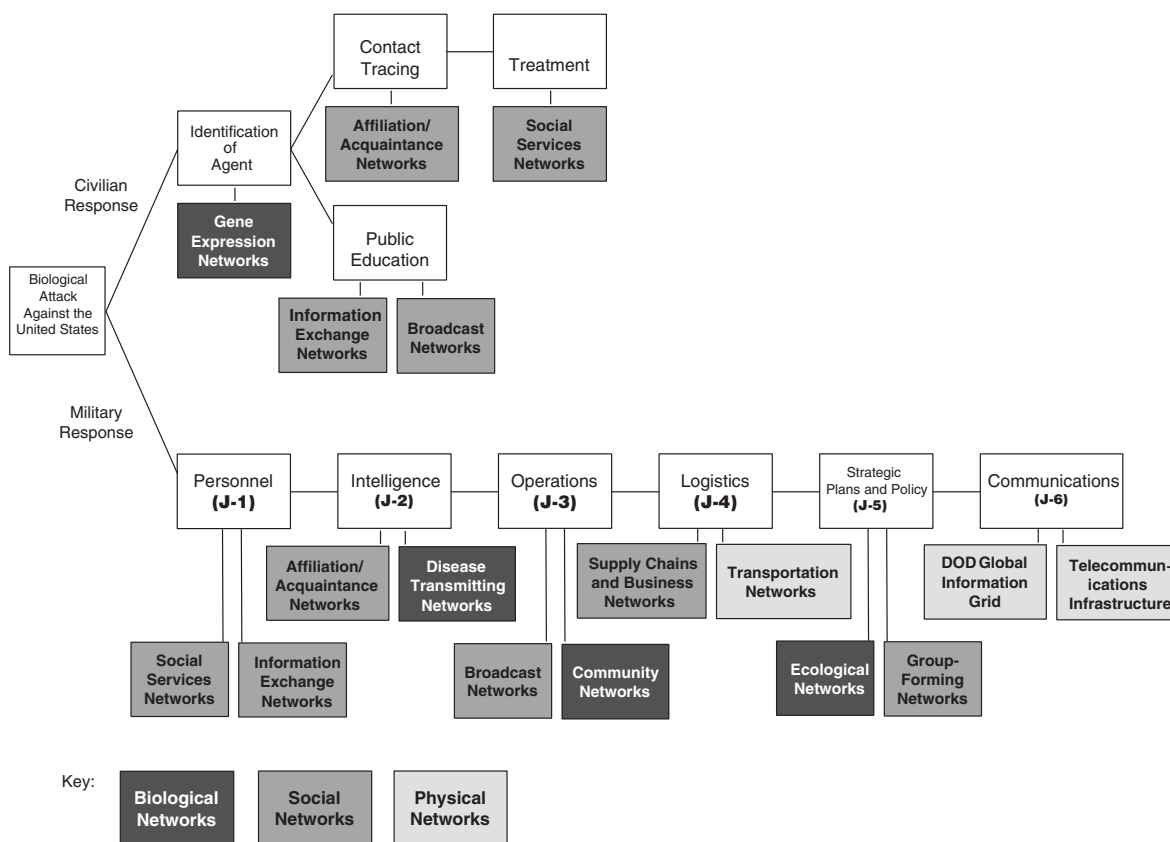 Contact
Tracing
Treatment
Affiliation/
Acquaintance
Networks
Social
Services
Networks
Identification
of
Agent
Civilian
Response
Gene
Expression
Networks
Public
Education
Biological
Attack
Against the
United States
Information
Exchange
Networks
Broadcast
Networks
Military
Response
Personnel
(J-1)
Intelligence
(J-2)
Operations
(J-3)
Logistics
(J-4)
Strategic
Plans and Policy
(J-5)
Communications
(J-6)
Affiliation/
Acquaintance
Networks
Disease
Transmitting
Networks
Supply Chains
and Business
Networks
Transportation
Networks
DOD Global
Information
Grid
Telecommun-
ications
Infrastructure
Social
Services
Networks
Information
Exchange
Networks
Broadcast
Networks
Community
Networks
Ecological
Networks
Group-
Forming
Networks
Key:
Biological
Networks
Social
Networks
Physical
Networks